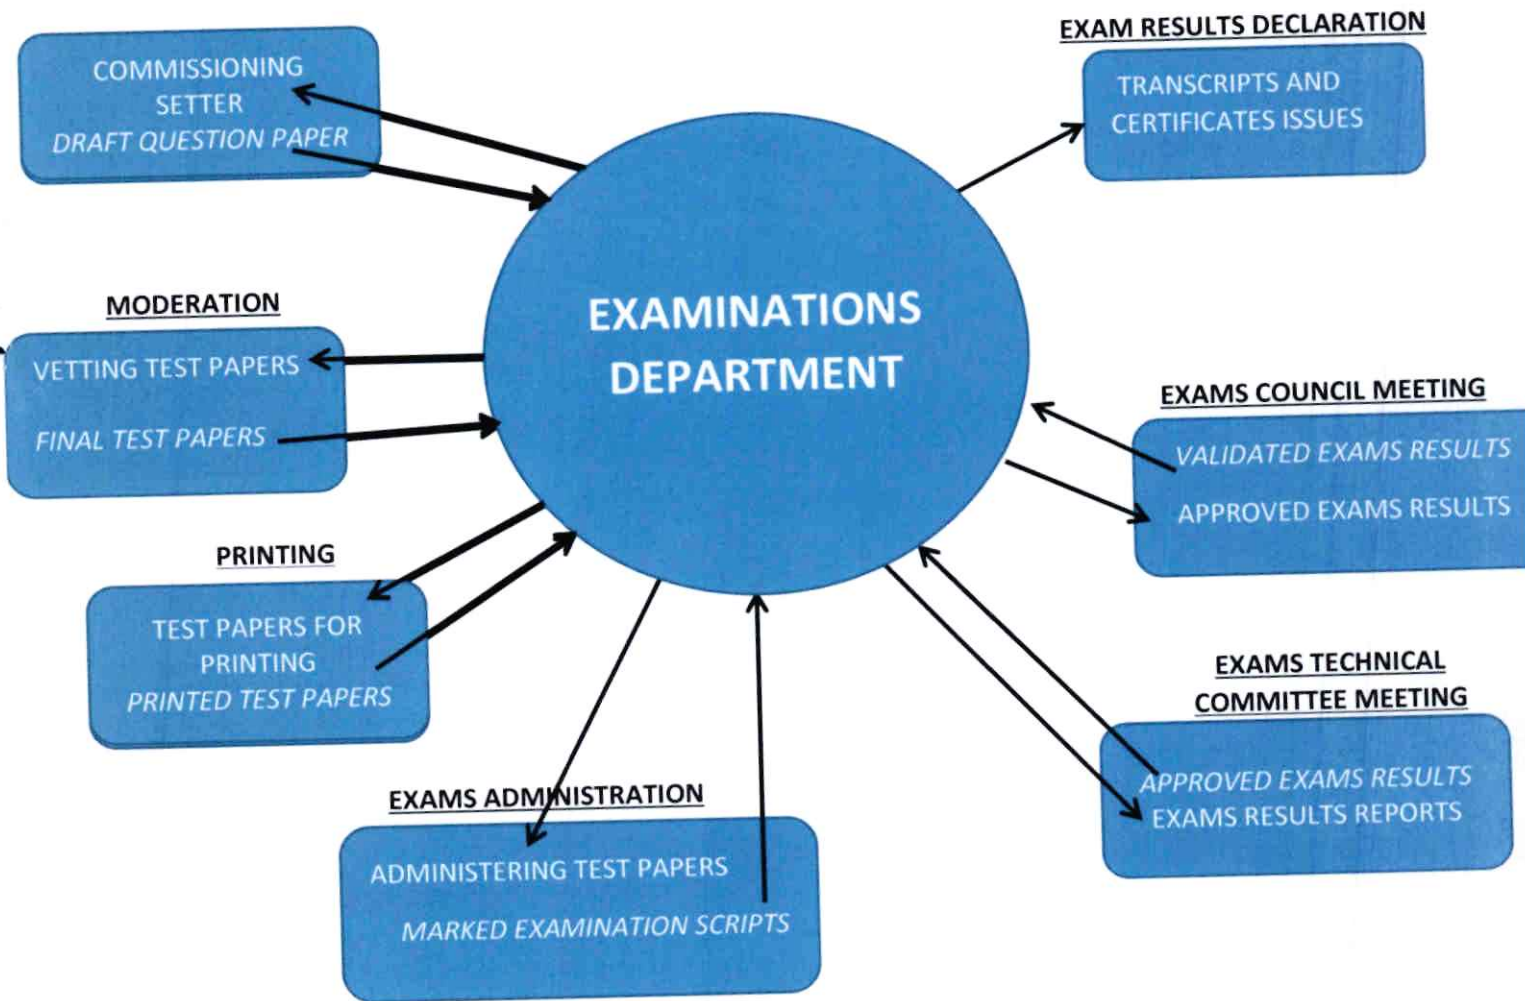 COMMISSIONING
SETTER
DRAFT QUESTION PAPER
EXAM RESULTS DECLARATION
TRANSCRIPTS AND
CERTIFICATES ISSUES
EXAMINATIONS
DEPARTMENT
MODERATION
VETTING TEST PAPERS
FINAL TEST PAPERS
EXAMS COUNCIL MEETING
VALIDATED EXAMS RESULTS
APPROVED EXAMS RESULTS
PRINTING
TEST PAPERS FOR
PRINTING
PRINTED TEST PAPERS
EXAMS TECHNICAL
COMMITTEE MEETING
APPROVED EXAMS RESULTS
EXAMS RESULTS REPORTS
EXAMS ADMINISTRATION
ADMINISTERING TEST PAPERS
MARKED EXAMINATION SCRIPTS